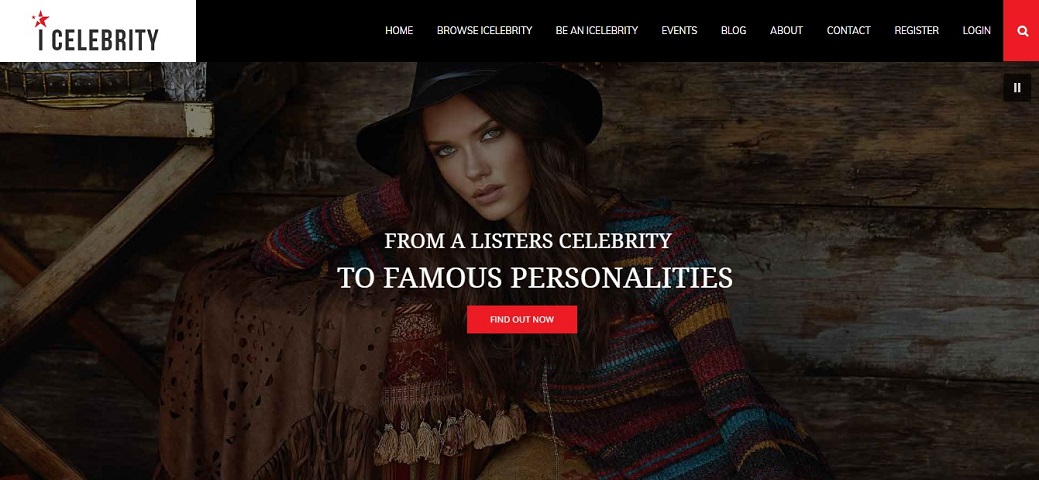 I CELEBRITY
HOME BROWSE ICELEBRITY BE AN ICELEBRITY EVENTS BLOG ABOUT CONTACT REGISTER LOGIN
FROM A LISTERS CELEBRITY
TO FAMOUS PERSONALITIES
FIND OUT NOW